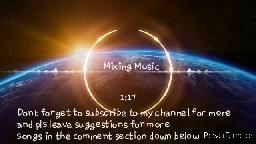 Mixing Music
1:17
Dont forget to subscribe to my channel for more
and pls leave suggestions for more
songs in the comment section down below